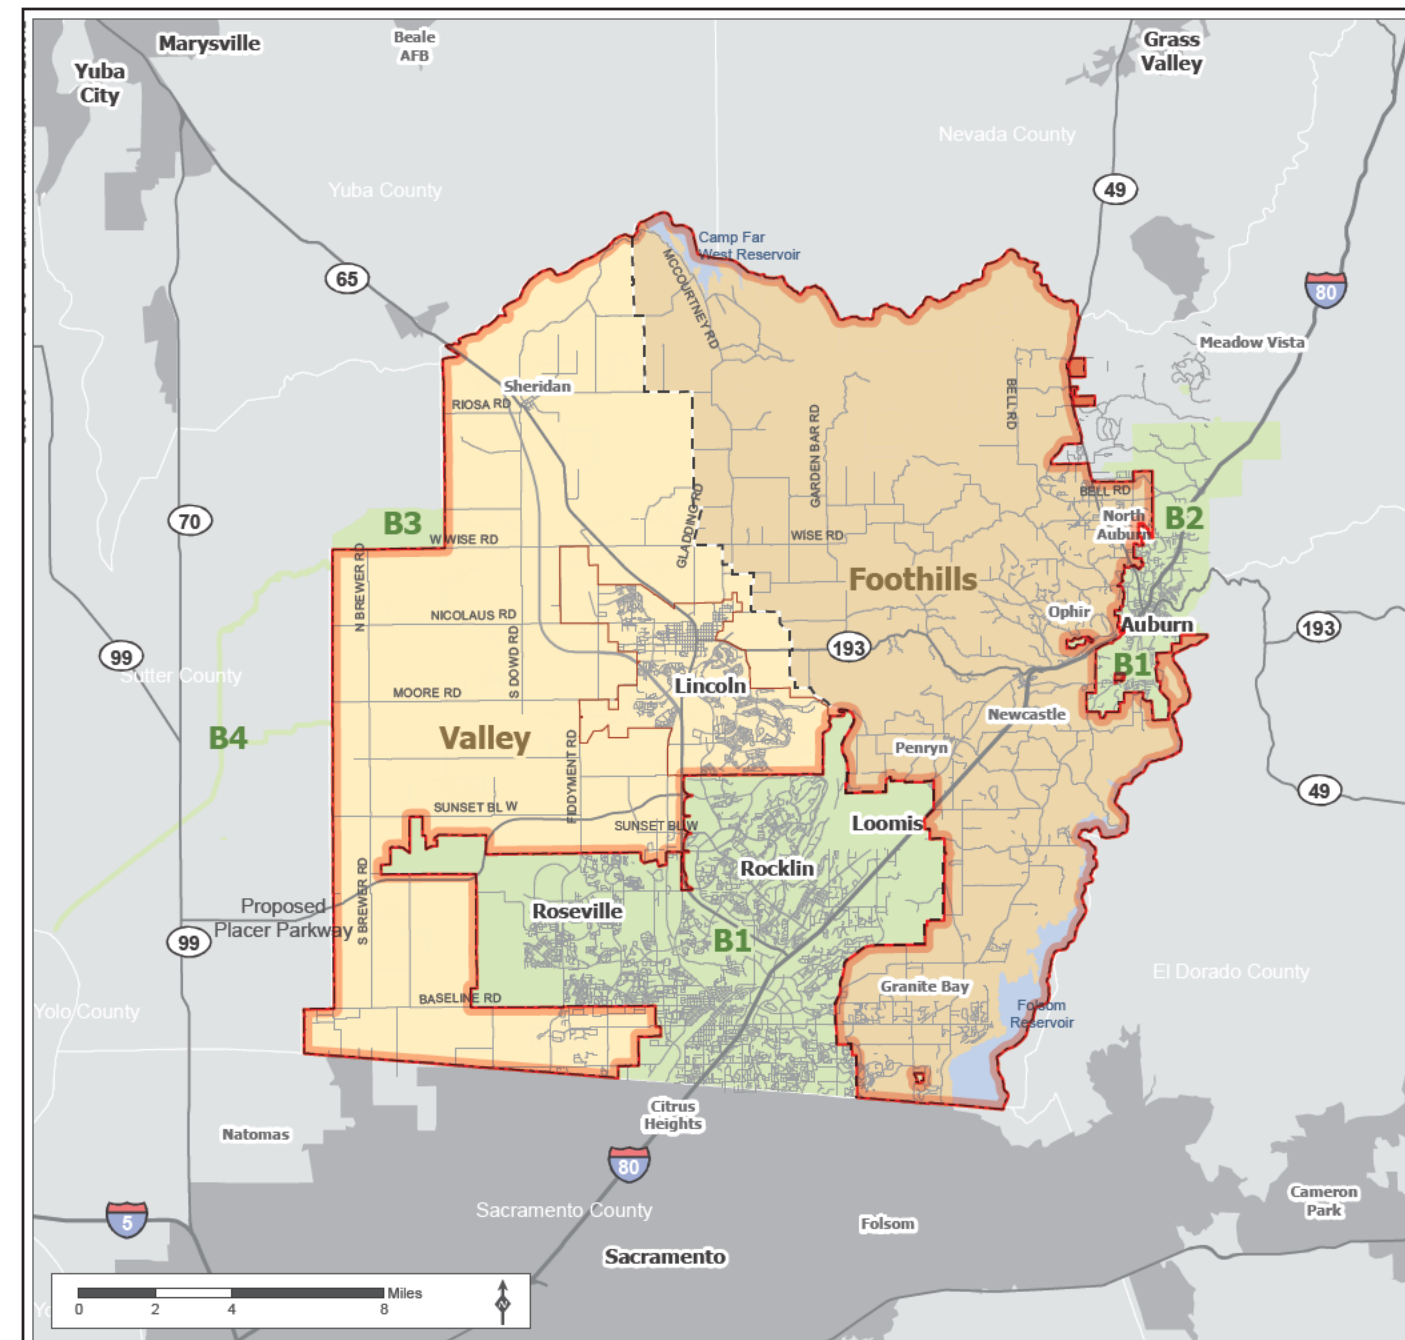 Marysville
Beale
AFB
Grass
Valley
Yuba
City
Nevada County
Yuba County
49
Camp Far
West Reservoir
65
80
MCCOURTNEY RD
Meadow Vista
Sheridan
RIOSA RD
BELL RD
GARDEN BAR RD
BELL RD
70
B3
W WISE RD
GLADDING RD
WISE RD
North
Auburn
B2
N BREWER RD
Foothills
NICOLAUS RD
Ophir
Auburn
193
193
99
Sutter County
S DOWD RD
Lincoln
B1
MOORE RD
Newcastle
B4
Valley
FIDDYMENT RD
Penryn
49
SUNSET BL W
SUNSET BL W
Loomis
Rocklin
S BREWER RD
Proposed
Placer Parkway
Roseville
99
B1
El Dorado County
Granite Bay
BASELINE RD
Yolo County
Folsom
Reservoir
Citrus
Heights
Natomas
80
5
Sacramento County
Folsom
Cameron
Park
Sacramento
Miles
0 2 4 8
N